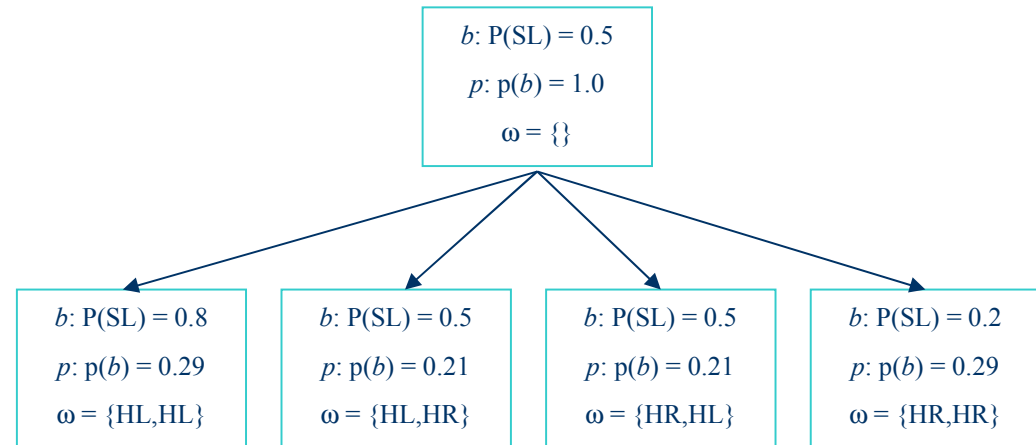 b: P(SL) = 0.5
p: p(b) = 1.0
ω = {}
b: P(SL) = 0.8
p: p(b) = 0.29
ω = {HL,HL}
b: P(SL) = 0.5
p: p(b) = 0.21
ω = {HL,HR}
b: P(SL) = 0.5
p: p(b) = 0.21
ω = {HR,HL}
b: P(SL) = 0.2
p: p(b) = 0.29
ω = {HR,HR}